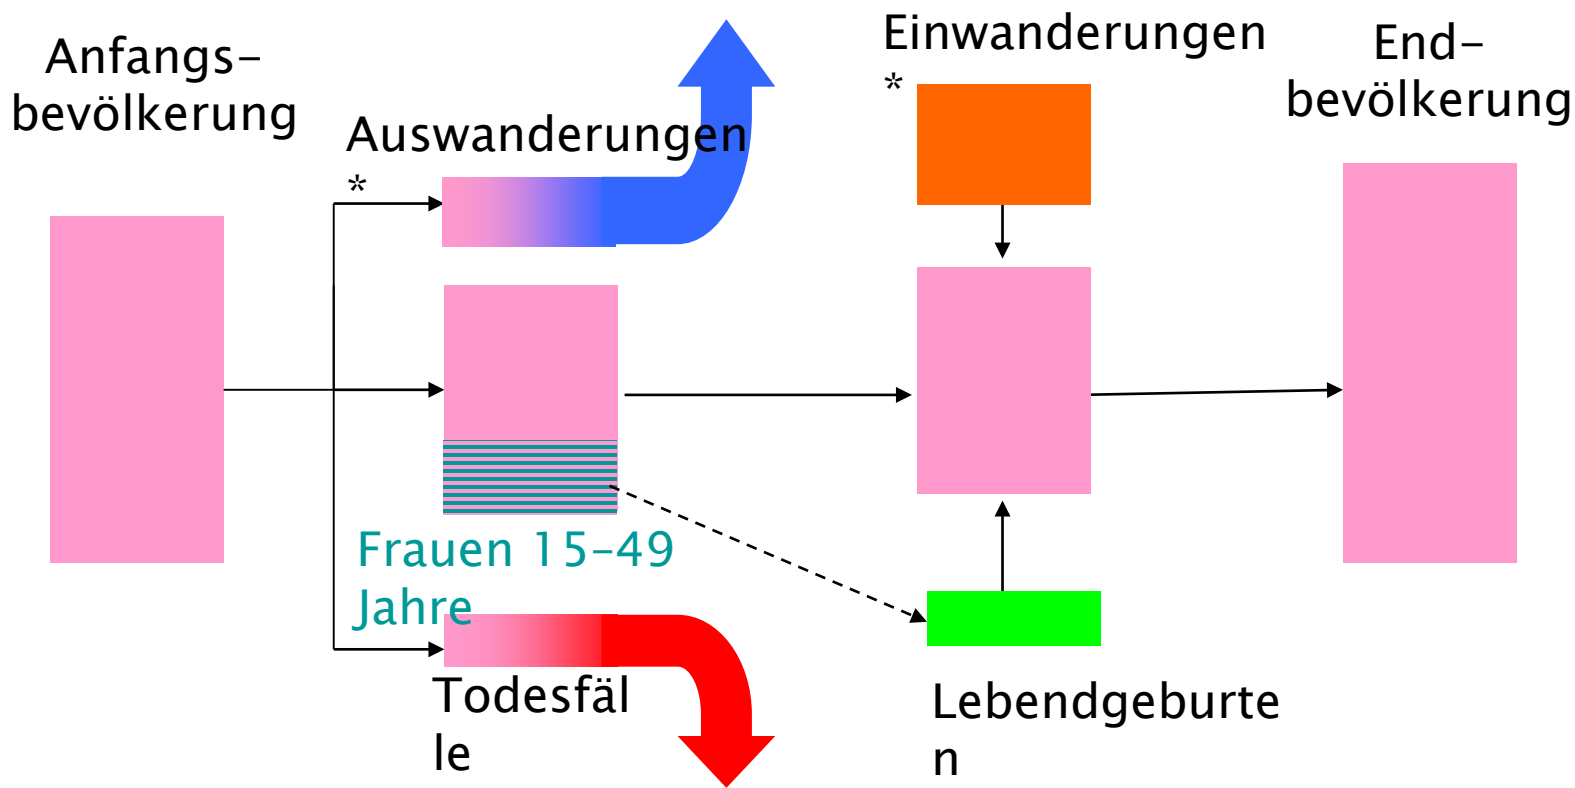 Anfangs-
bevölkerung
Auswanderungen
*
Einwanderungen
*
End-
bevölkerung
Frauen 15-49
Jahre
Todesfäl
le
Lebendgeburte
n